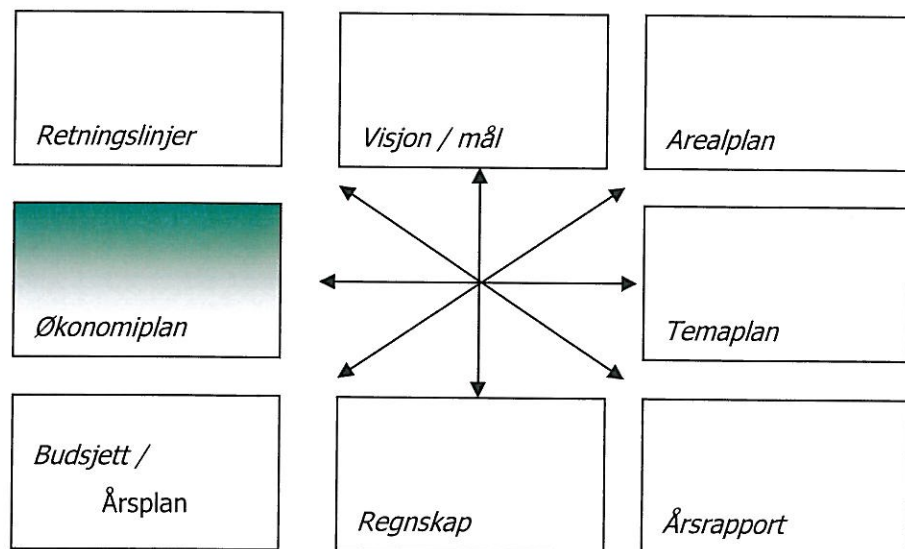 Retningslinjer
Visjon / mål
Arealplan
Økonomiplan
Temaplan
Budsjett /
Årsplan
Regnskap
Årsrapport